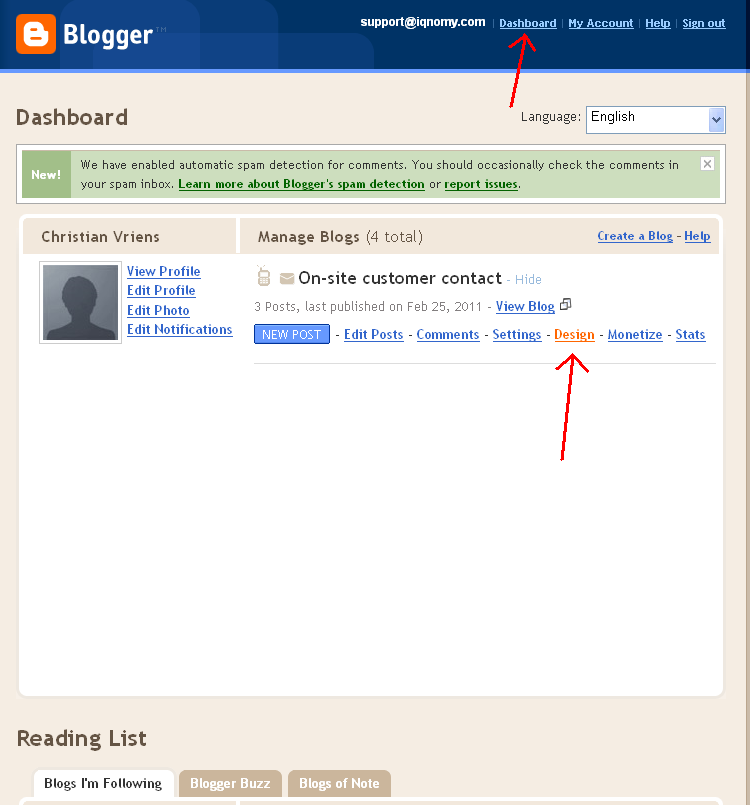 Blogger™
support@iqnomy.com | Dashboard | My Account | Help | Sign out
Dashboard
Language: English
New!
We have enabled automatic spam detection for comments. You should occasionally check the comments in
your spam inbox. Learn more about Blogger's spam detection or report issues.
Christian Vriens
View Profile
Edit Profile
Edit Photo
Edit Notifications
Manage Blogs (4 total)
Create a Blog - Help
On-site customer contact - Hide
3 Posts, last published on Feb 25, 2011 - View Blog
NEW POST - Edit Posts - Comments - Settings - Design - Monetize - Stats
Reading List
Blogs I'm Following
Blogger Buzz
Blogs of Note